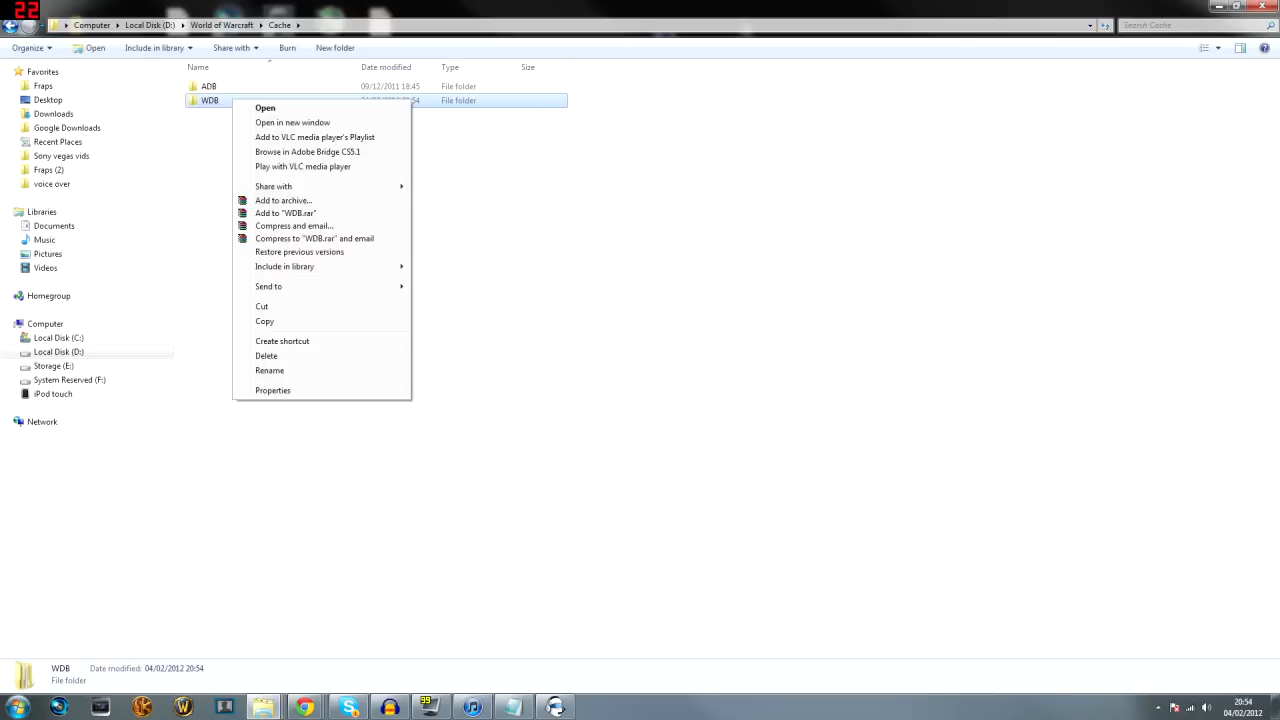 22
Computer Local Disk (D:) World of Warcraft Cache Search Cache
Organize Open Include in library Share with Burn New folder
Name Date modified Type Size
ADB 09/12/2011 18:45 File folder
WDB File folder
Favorites
Fraps
Desktop
Downloads
Google Downloads
Recent Places
Sony vegas vids
Fraps (2)
voice over
Libraries
Documents
Music
Pictures
Videos
Homegroup
Computer
Local Disk (C:)
Local Disk (D:)
Storage (E:)
System Reserved (F:)
iPod touch
Network
Open
Open in new window
Add to VLC media player's Playlist
Browse in Adobe Bridge CS5.1
Play with VLC media player
Share with
Add to archive...
Add to "WDB.rar"
Compress and email...
Compress to "WDB.rar" and email
Restore previous versions
Include in library
Send to
Cut
Copy
Create shortcut
Delete
Rename
Properties
WDB Date modified: 04/02/2012 20:54
File folder
95
20:54
04/02/2012